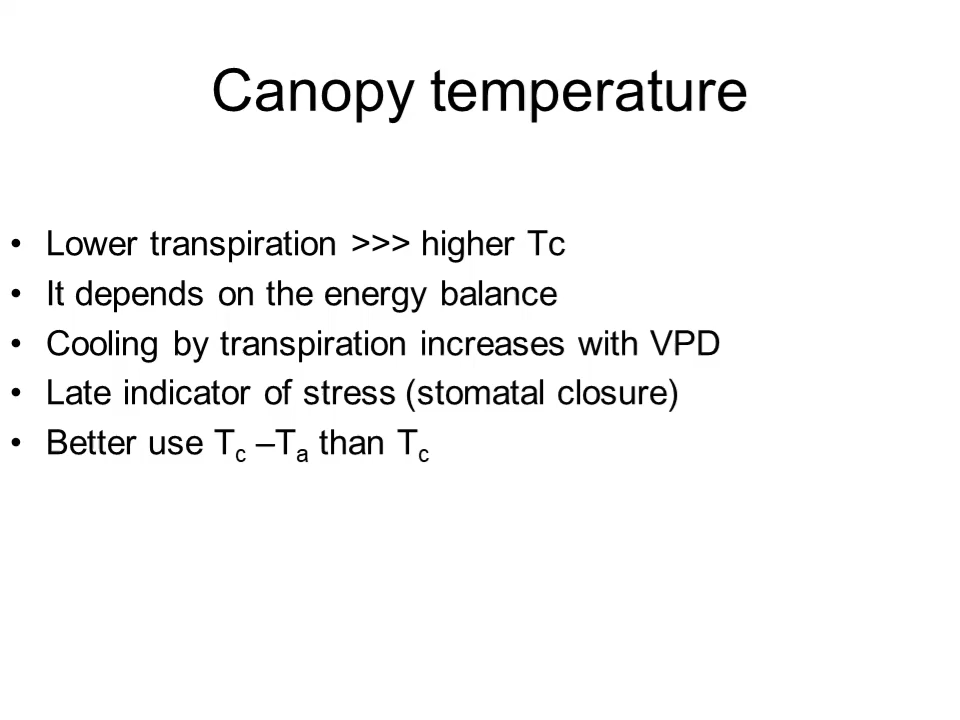 Canopy temperature
• Lower transpiration >>> higher Tc
• It depends on the energy balance
• Cooling by transpiration increases with VPD
• Late indicator of stress (stomatal closure)
• Better use Tc –Ta than Tc